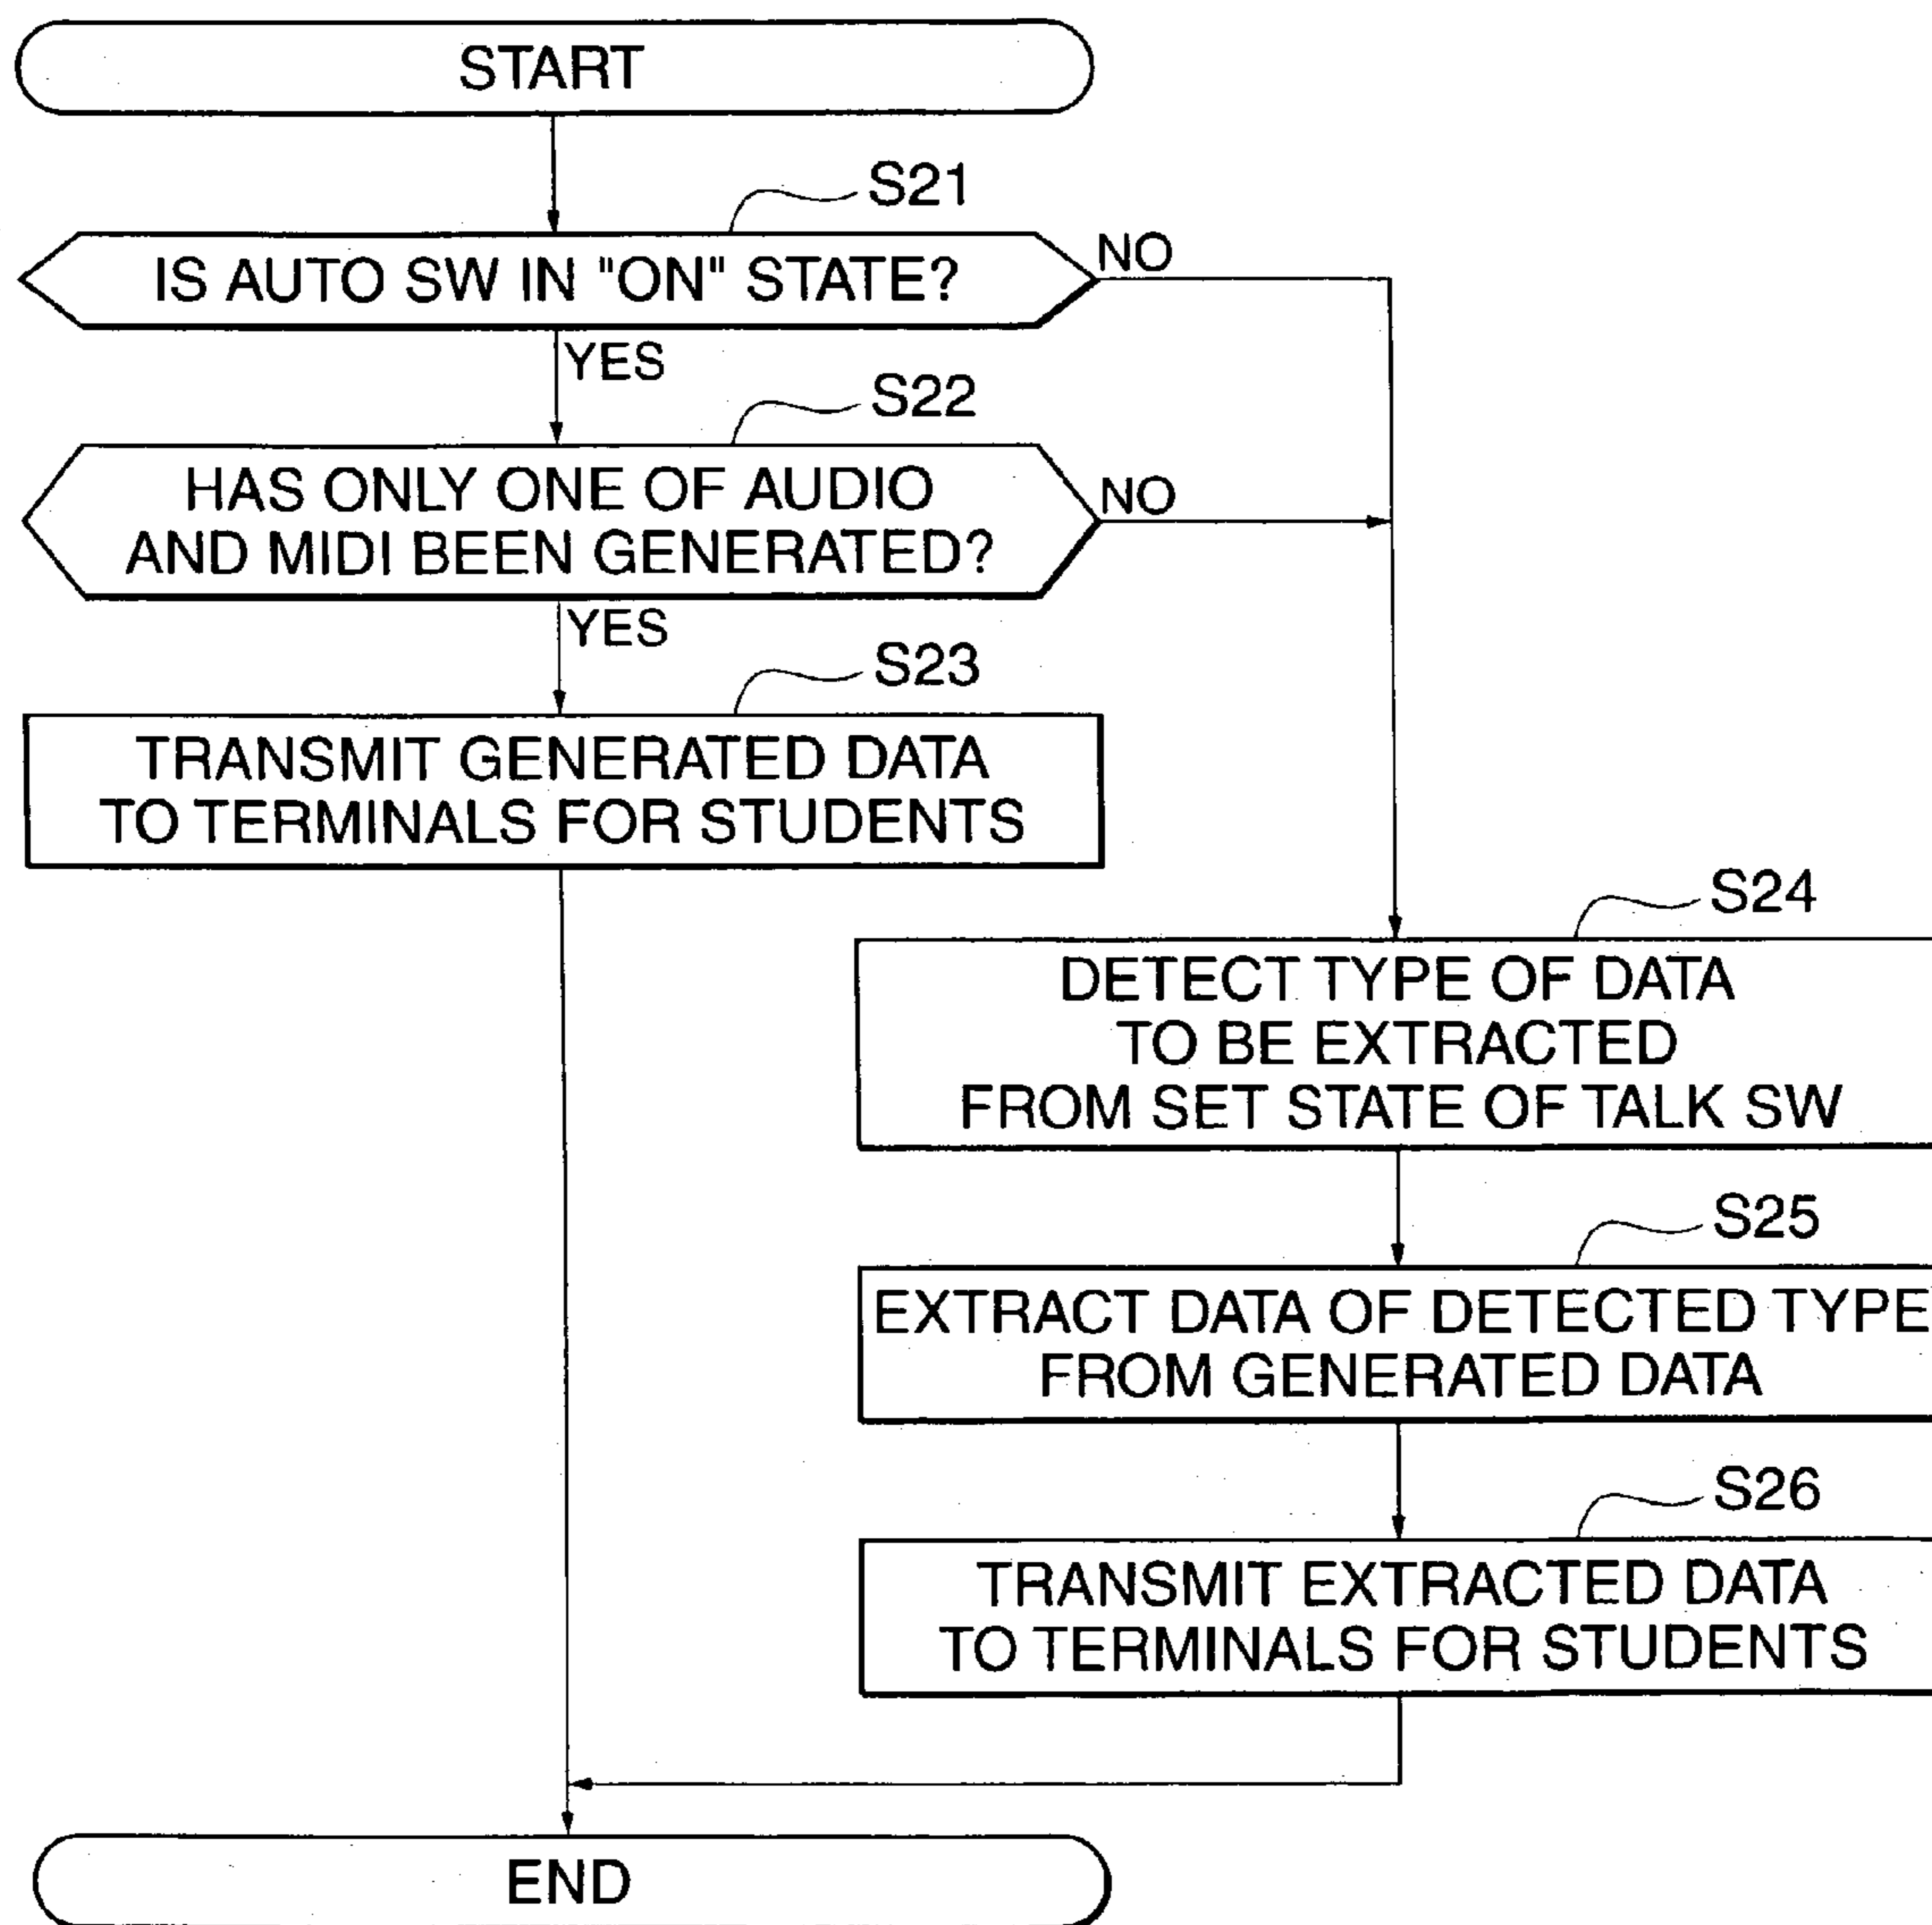 START
S21
IS AUTO SW IN "ON" STATE?
NO
YES
S22
HAS ONLY ONE OF AUDIO
AND MIDI BEEN GENERATED?
NO
YES
S23
TRANSMIT GENERATED DATA
TO TERMINALS FOR STUDENTS
S24
DETECT TYPE OF DATA
TO BE EXTRACTED
FROM SET STATE OF TALK SW
S25
EXTRACT DATA OF DETECTED TYPE
FROM GENERATED DATA
S26
TRANSMIT EXTRACTED DATA
TO TERMINALS FOR STUDENTS
END